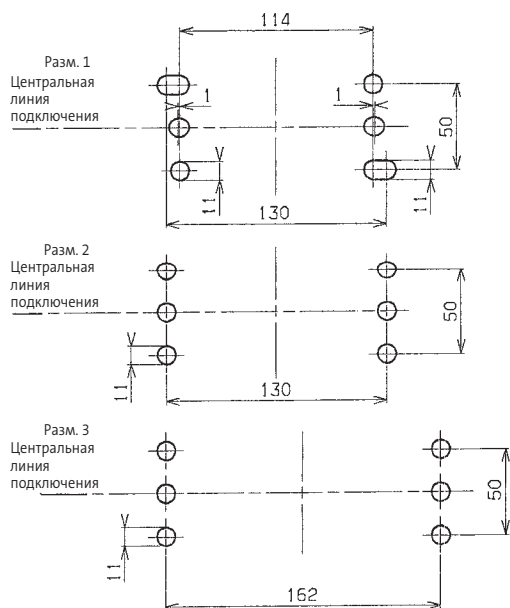 114
Разм. 1
Центральная
линия
подключения
1
1
50
11
11
130
Разм. 2
Центральная
линия
подключения
50
11
130
Разм. 3
Центральная
линия
подключения
50
11
162